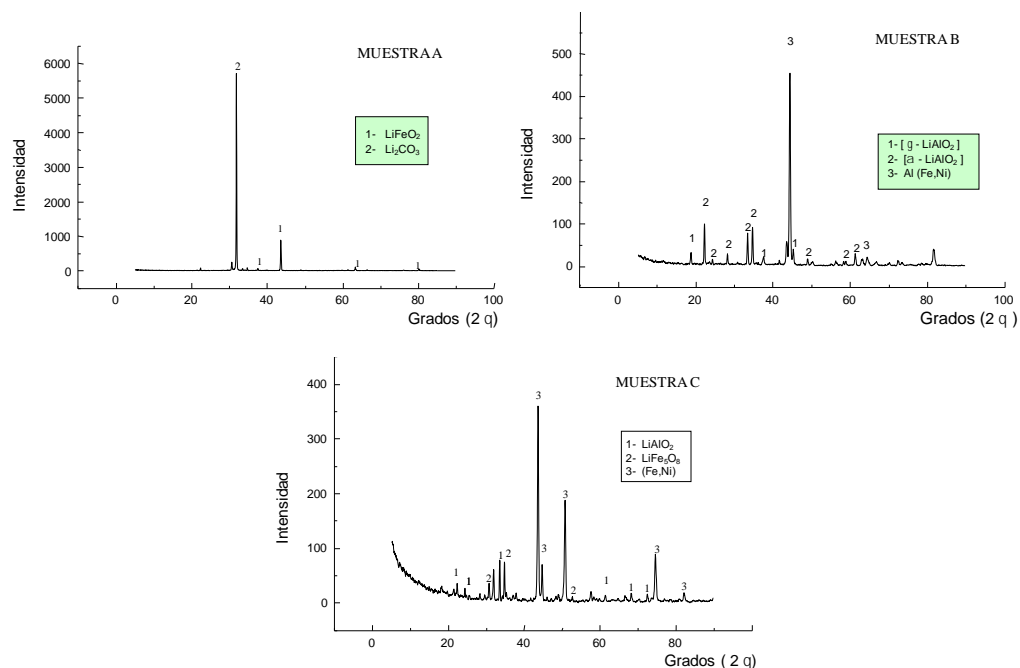 MUESTRA A
6000
5000
4000
3000
2000
1000
0
Intensidad
2
1
1
1
1
1- LiFeO₂
2- Li₂CO₃
0 20 40 60 80 100
Grados (2 q)
MUESTRA B
500
400
300
200
100
0
Intensidad
3
2
1
2
2
2
2
1
1
2
2
2
3
1- [ g - LiAlO₂ ]
2- [a - LiAlO₂ ]
3- Al (Fe,Ni)
0 20 40 60 80 100
Grados (2 q )
MUESTRA C
400
300
200
100
0
Intensidad
3
3
3
3
3
1
1
2
1
2
2
1
1
1
1- LiAlO₂
2- LiFe₅O₈
3- (Fe,Ni)
0 20 40 60 80
Grados ( 2 q )